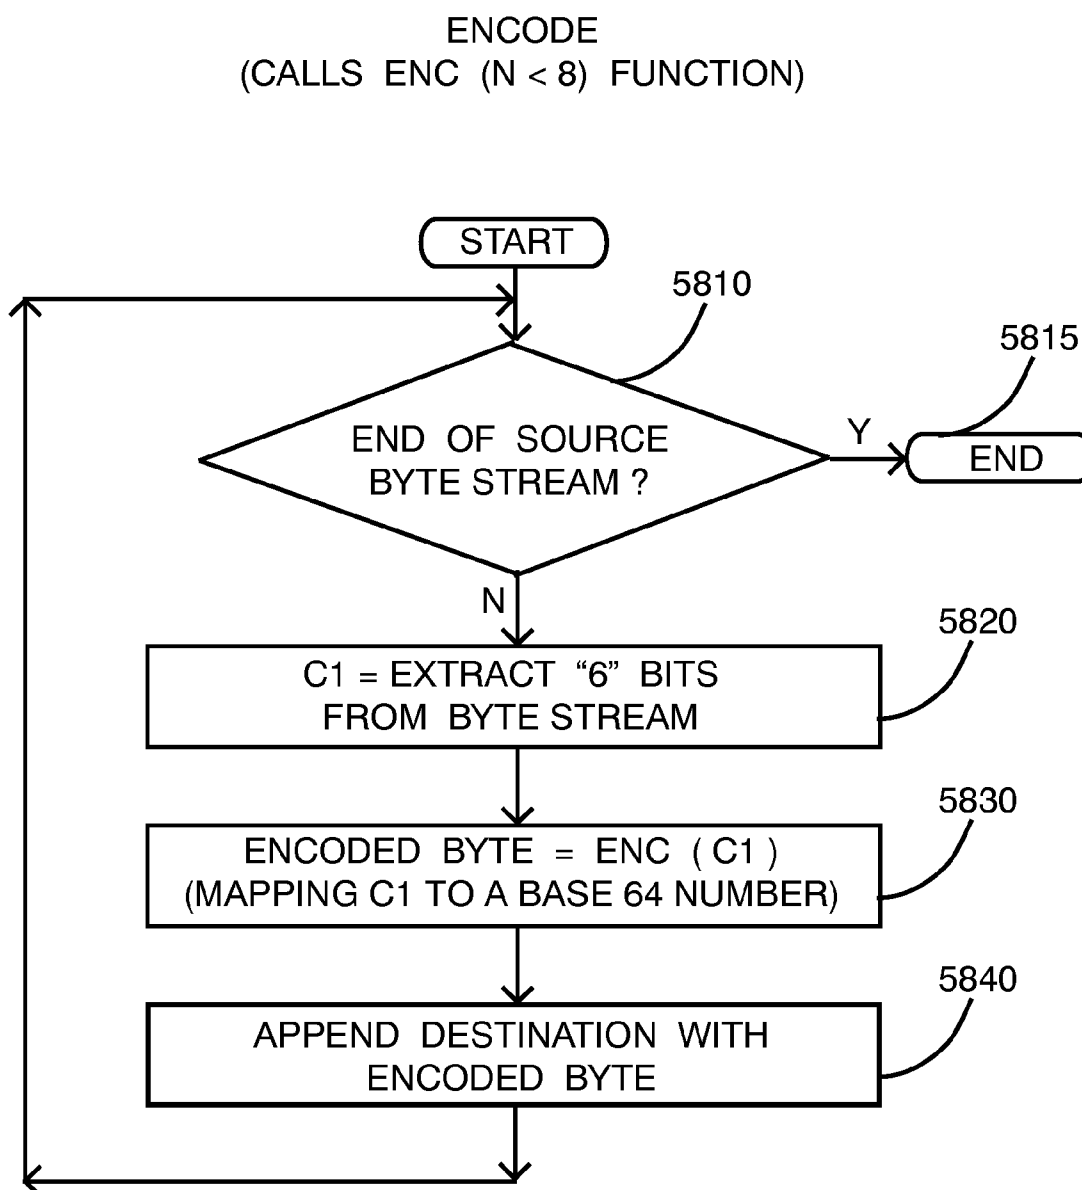 ENCODE
(CALLS ENC (N < 8) FUNCTION)
START
5810
5815
END OF SOURCE
BYTE STREAM ?
Y
END
N
5820
C1 = EXTRACT “6” BITS
FROM BYTE STREAM
5830
ENCODED BYTE = ENC ( C1 )
(MAPPING C1 TO A BASE 64 NUMBER)
5840
APPEND DESTINATION WITH
ENCODED BYTE